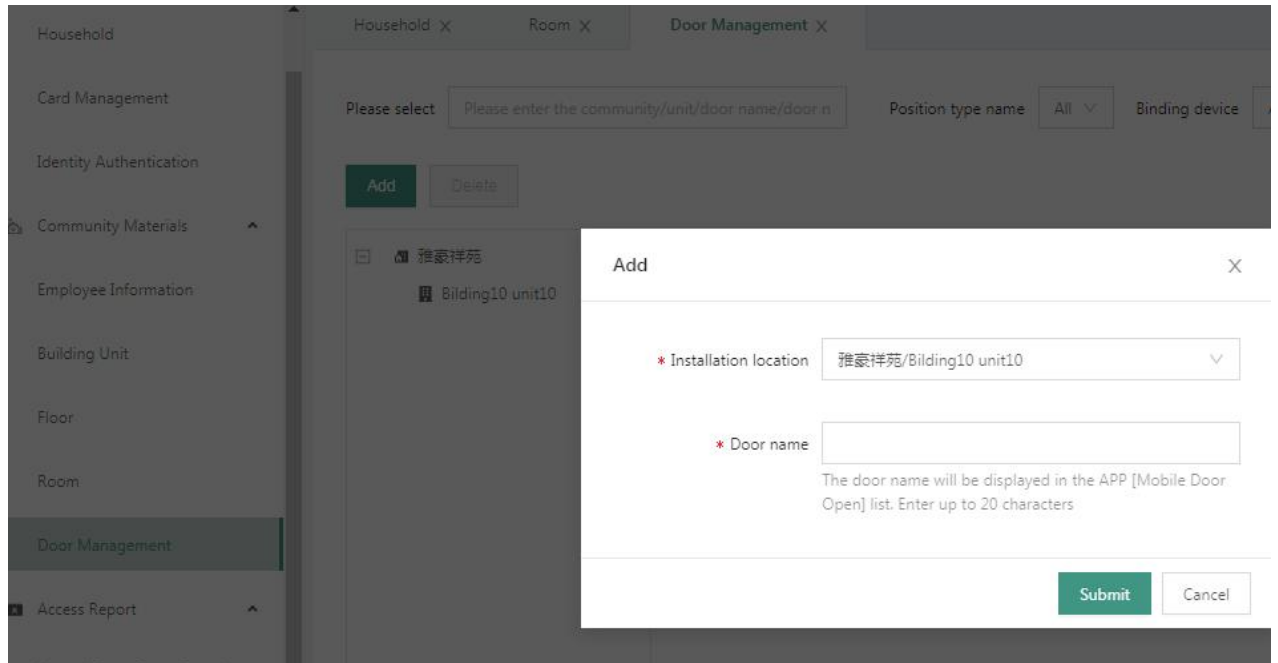 Household
Card Management
Identity Authentication
Community Materials
Employee Information
Building Unit
Floor
Room
Door Management
Access Report
Household X Room X Door Management X
Please select Please enter the community/unit/door name/door n Position type name All Binding device
Add Delete
雅豪祥苑
Bilding10 unit10
Add
* Installation location 雅豪祥苑/Bilding10 unit10
* Door name
The door name will be displayed in the APP [Mobile Door
Open] list. Enter up to 20 characters
Submit Cancel